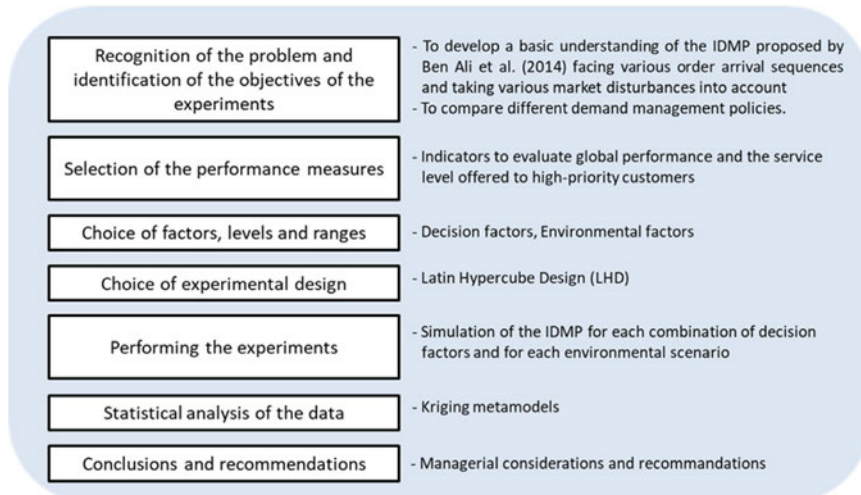 Recognition of the problem and
identification of the objectives of the
experiments
- To develop a basic understanding of the IDMP proposed by
Ben Ali et al. (2014) facing various order arrival sequences
and taking various market disturbances into account
- To compare different demand management policies.
Selection of the performance measures
- Indicators to evaluate global performance and the service
level offered to high-priority customers
Choice of factors, levels and ranges
- Decision factors, Environmental factors
Choice of experimental design
- Latin Hypercube Design (LHD)
Performing the experiments
- Simulation of the IDMP for each combination of decision
factors and for each environmental scenario
Statistical analysis of the data
- Kriging metamodels
Conclusions and recommendations
- Managerial considerations and recommandations